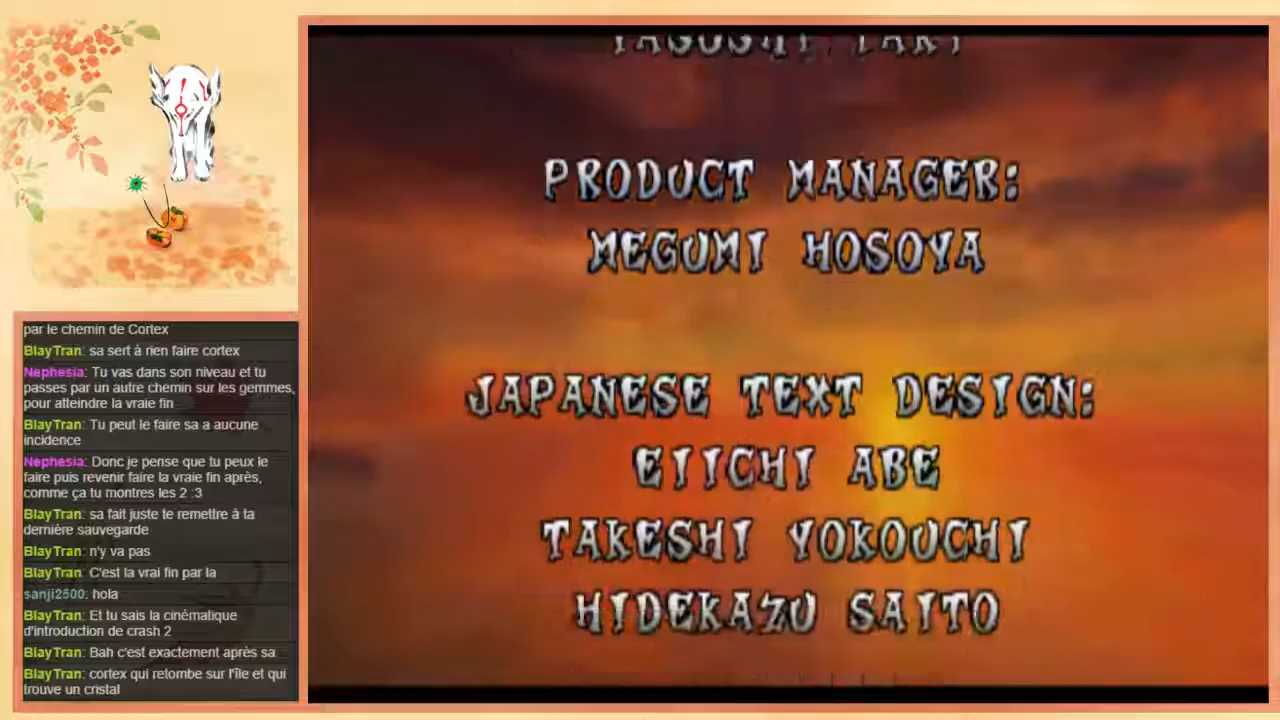 par le chemin de Cortex
BlayTran: sa sert à rien faire cortex
Nephesia: Tu vas dans son niveau et tu
passes par un autre chemin sur les gemmes,
pour atteindre la vraie fin
BlayTran: Tu peut le faire sa a aucune
incidence
Nephesia: Donc je pense que tu peux le
faire puis revenir faire la vraie fin après,
comme ça tu montres les 2 :3
BlayTran: sa fait juste te remettre à ta
dernière sauvegarde
BlayTran: n'y va pas
BlayTran: C'est la vrai fin par la
sanji2500: hola
BlayTran: Et tu sais la cinématique
d'introduction de crash 2
BlayTran: Bah c'est exactement après sa
BlayTran: cortex qui retombe sur l'île et qui
trouve un cristal
PRODUCT MANAGER:
MEGUMI HOSOYA
JAPANESE TEXT DESIGN:
EIICHI ABE
TAKESHI YOKOUCHI
HIDEKAZU SAITO